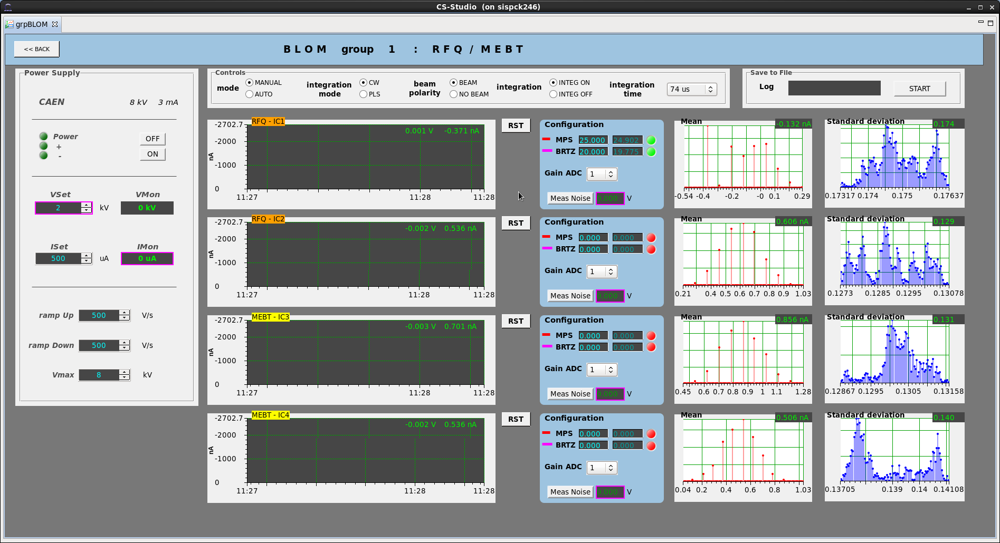 CS-Studio (on sispck246)
grpBLOM
<< BACK
BLOM group 1 : RFQ / MEBT
Power Supply
CAEN 8 kV 3 mA
Power OFF
+
- ON
VSet VMon
2 kV 0 kV
ISet IMon
500 uA 0 uA
ramp Up 500 V/s
ramp Down 500 V/s
Vmax 8 kV
Controls
mode MANUAL AUTO
integration mode CW PLS
beam polarity BEAM NO BEAM
integration INTEG ON INTEG OFF
integration time 74 us
Save to File
Log START
RFQ - IC1
0.001 V -0.371 nA
-2702.7
-2000
-1000
0
nA
11:27 11:28 11:28
RST
Configuration
MPS 25.000 24.902
BRTZ 20.000 19.775
Gain ADC 1
Meas Noise 0.000 V
Mean -0.132 nA
-0.54 -0.4 -0.2 -0 0.1 0.29
Standard deviation 0.174
0.17317 0.174 0.175 0.17637
RFQ - IC2
-0.002 V 0.536 nA
-2702.7
-2000
-1000
0
nA
11:27 11:28 11:28
RST
Configuration
MPS 0.000 0.000
BRTZ 0.000 0.000
Gain ADC 1
Meas Noise 0.000 V
Mean 0.606 nA
0.21 0.4 0.5 0.6 0.7 0.8 0.9 1.03
Standard deviation 0.129
0.1273 0.1285 0.1295 0.13078
MEBT - IC3
-0.003 V 0.701 nA
-2702.7
-2000
-1000
0
nA
11:27 11:28 11:28
RST
Configuration
MPS 0.000 0.000
BRTZ 0.000 0.000
Gain ADC 1
Meas Noise 0.000 V
Mean 0.856 nA
0.45 0.6 0.7 0.8 0.9 1 1.1 1.28
Standard deviation 0.131
0.12867 0.1295 0.1305 0.13158
MEBT - IC4
-0.002 V 0.536 nA
-2702.7
-2000
-1000
0
nA
11:27 11:28 11:28
RST
Configuration
MPS 0.000 0.000
BRTZ 0.000 0.000
Gain ADC 1
Meas Noise 0.000 V
Mean 0.506 nA
0.04 0.2 0.4 0.6 0.8 1.03
Standard deviation 0.140
0.13705 0.139 0.14 0.14108